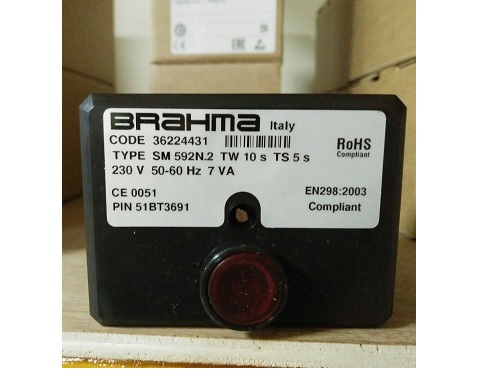 BRAHMA Italy
CODE 36224431
RoHS
Compliant
TYPE SM 592N.2 TW 10 s TS 5 s
230 V 50-60 Hz 7 VA
CE 0051
EN298:2003
PIN 51BT3691
Compliant